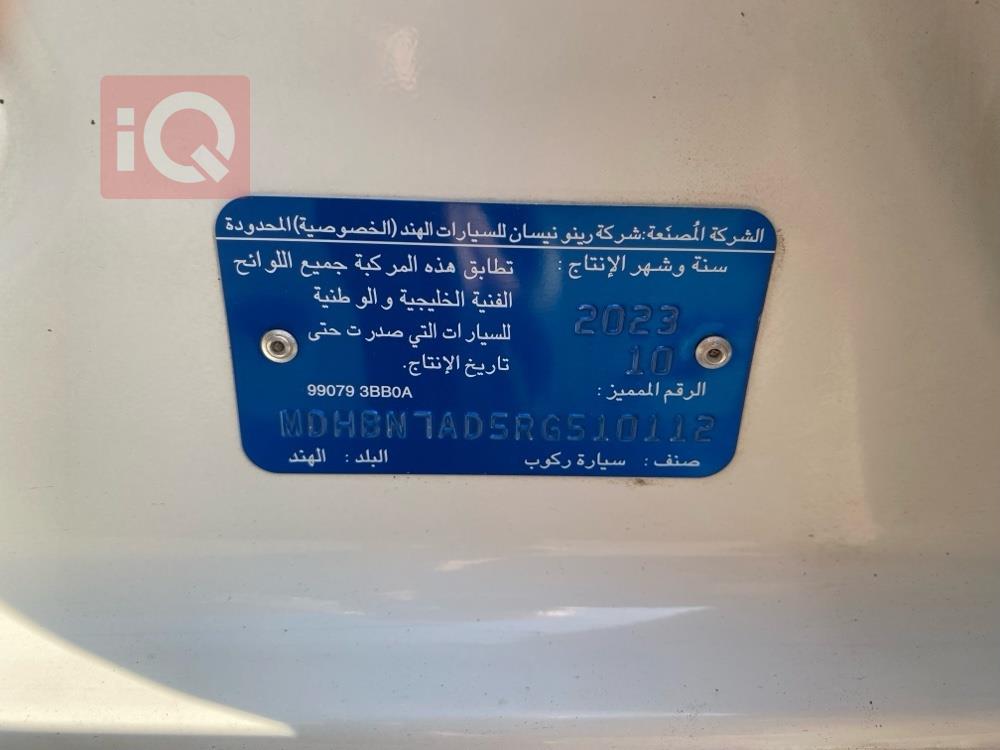 iQ
الشركة المُصنّعة:شركة رينو نيسان للسيارات الهند (الخصوصية) المحدودة
سنة وشهر الإنتاج :
2023
10
تطابق هذه المركبة جميع اللوائح
الفنية الخليجية والوطنية
للسيارات التي صدرت حتى
تاريخ الإنتاج.
الرقم المميز :
99079 3BB0A
MDHBN7AD5RG510112
صنف : سيارة ركوب
البلد : الهند